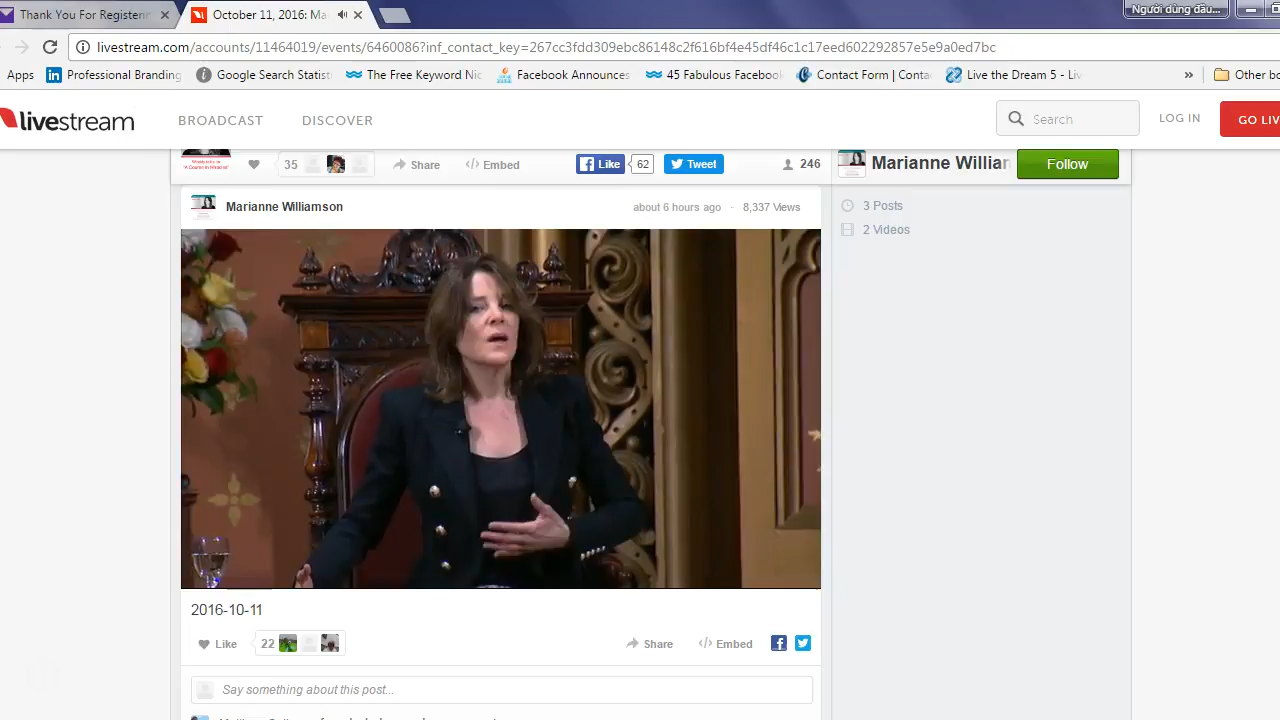 Thank You For Registerin
October 11, 2016: Ma
Người dùng đầu...
livestream.com/accounts/11464019/events/6460086?inf_contact_key=267cc3fdd309ebc86148c2f616bf4e45df46c1c17eed602292857e5e9a0ed7bc
Apps
Professional Branding
Google Search Statist
The Free Keyword Nic
Facebook Announces
45 Fabulous Facebook
Contact Form | Conta
Live the Dream 5 - Liv
»
Other bo
livestream
BROADCAST
DISCOVER
Search
LOG IN
GO LIV
35
Share
Embed
Like
62
Tweet
246
Marianne Willian
Follow
Marianne Williamson
about 6 hours ago · 8,337 Views
3 Posts
2 Videos
2016-10-11
Like
22
Share
Embed
Say something about this post...